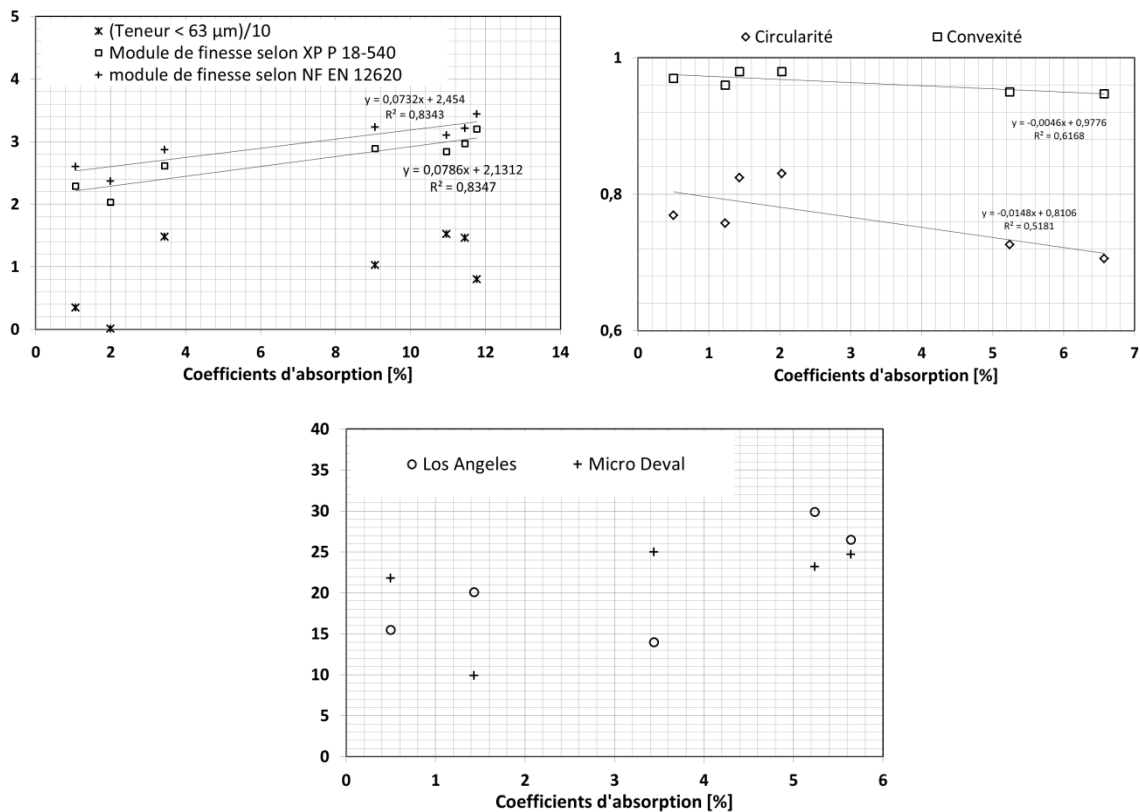 5
4
3
2
1
0
(Teneur < 63 µm)/10
Module de finesse selon XP P 18-540
module de finesse selon NF EN 12620
y = 0,0732x + 2,454
R² = 0,8343
y = 0,0786x + 2,1312
R² = 0,8347
0 2 4 6 8 10 12 14
Coefficients d'absorption [%]
Circularité Convexité
1
0,8
0,6
y = -0,0046x + 0,9776
R² = 0,6168
y = -0,0148x + 0,8106
R² = 0,5181
0 1 2 3 4 5 6 7
Coefficients d'absorption [%]
40
35
30
25
20
15
10
5
0
Los Angeles Micro Deval
0 1 2 3 4 5 6
Coefficients d'absorption [%]